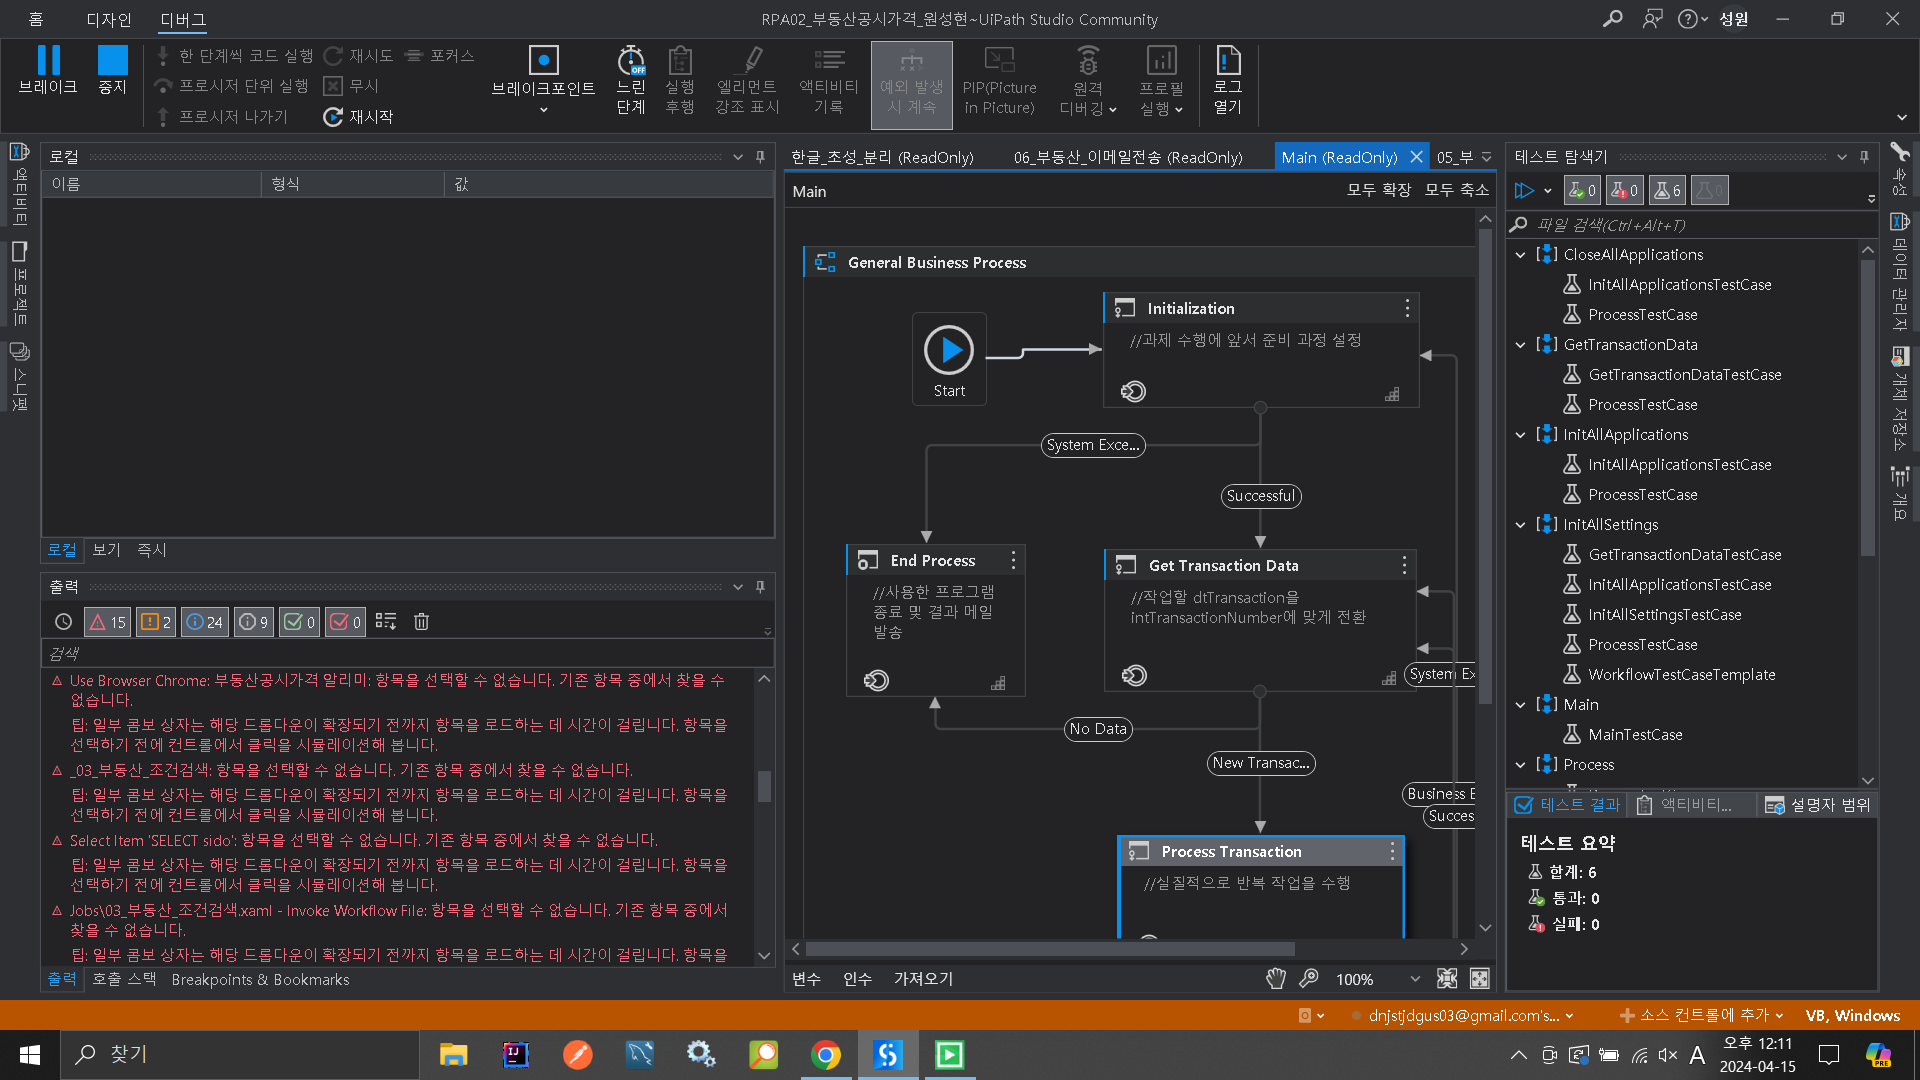 홈
디자인
디버그
RPA02_부동산공시가격_원성현~UiPath Studio Community
성원
브레이크
중지
한 단계씩 코드 실행
재시도
포커스
프로시저 단위 실행
무시
프로시저 나가기
재시작
브레이크포인트
느린
단계
실행
후행
엘리먼트
강조 표시
액티비티
기록
예외 발생
시 계속
PIP(Picture
in Picture)
원격
디버깅
프로필
실행
로그
열기
액티비티
프로젝트
스니펫
로컬
이름
형식
값
로컬
보기
즉시
출력
15
2
24
9
0
0
검색
Use Browser Chrome: 부동산공시가격 알리미: 항목을 선택할 수 없습니다. 기존 항목 중에서 찾을 수
없습니다.
팁: 일부 콤보 상자는 해당 드롭다운이 확장되기 전까지 항목을 로드하는 데 시간이 걸립니다. 항목을
선택하기 전에 컨트롤에서 클릭을 시뮬레이션해 봅니다.
_03_부동산_조건검색: 항목을 선택할 수 없습니다. 기존 항목 중에서 찾을 수 없습니다.
팁: 일부 콤보 상자는 해당 드롭다운이 확장되기 전까지 항목을 로드하는 데 시간이 걸립니다. 항목을
선택하기 전에 컨트롤에서 클릭을 시뮬레이션해 봅니다.
Select Item 'SELECT sido': 항목을 선택할 수 없습니다. 기존 항목 중에서 찾을 수 없습니다.
팁: 일부 콤보 상자는 해당 드롭다운이 확장되기 전까지 항목을 로드하는 데 시간이 걸립니다. 항목을
선택하기 전에 컨트롤에서 클릭을 시뮬레이션해 봅니다.
Jobs\03_부동산_조건검색.xaml - Invoke Workflow File: 항목을 선택할 수 없습니다. 기존 항목 중에서
찾을 수 없습니다.
팁: 일부 콤보 상자는 해당 드롭다운이 확장되기 전까지 항목을 로드하는 데 시간이 걸립니다. 항목을
출력
호출 스택
Breakpoints & Bookmarks
한글_초성_분리 (ReadOnly)
06_부동산_이메일전송 (ReadOnly)
Main (ReadOnly)
05_부
Main
모두 확장
모두 축소
General Business Process
Start
Initialization
//과제 수행에 앞서 준비 과정 설정
System Exce...
Successful
End Process
//사용한 프로그램
종료 및 결과 메일
발송
Get Transaction Data
//작업할 dtTransaction을
intTransactionNumber에 맞게 전환
System Ex
No Data
New Transac...
Business E
Succes
Process Transaction
//실질적으로 반복 작업을 수행
변수
인수
가져오기
100%
테스트 탐색기
0
0
6
0
파일 검색(Ctrl+Alt+T)
CloseAllApplications
InitAllApplicationsTestCase
ProcessTestCase
GetTransactionData
GetTransactionDataTestCase
ProcessTestCase
InitAllApplications
InitAllApplicationsTestCase
ProcessTestCase
InitAllSettings
GetTransactionDataTestCase
InitAllApplicationsTestCase
InitAllSettingsTestCase
ProcessTestCase
WorkflowTestCaseTemplate
Main
MainTestCase
Process
테스트 결과
액티비티...
설명자 범위
테스트 요약
합계: 6
통과: 0
실패: 0
속성
데이터 관리자
개체 저장소
개요
dnjstjdgus03@gmail.com's...
소스 컨트롤에 추가
VB, Windows
찾기
A
오후 12:11
2024-04-15
PRE